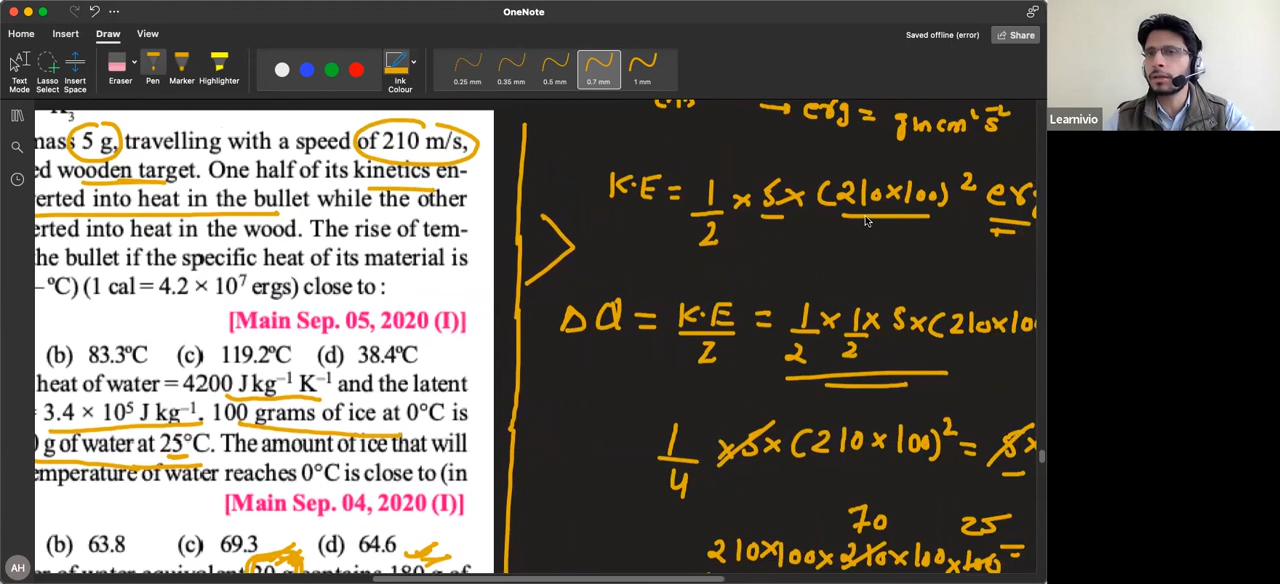 OneNote
Home Insert Draw View
Saved offline (error) Share
Text Mode Lasso Select Insert Space Eraser Pen Marker Highlighter Ink Colour 0.25 mm 0.35 mm 0.5 mm 0.7 mm 1 mm
Learnivio
mass 5 g, travelling with a speed of 210 m/s,
ed wooden target. One half of its kinetics en-
erted into heat in the bullet while the other
erted into heat in the wood. The rise of tem-
he bullet if the specific heat of its material is
–°C) (1 cal = 4.2 × 10⁷ ergs) close to :
[Main Sep. 05, 2020 (I)]
(b) 83.3°C (c) 119.2°C (d) 38.4°C
heat of water = 4200 J kg⁻¹ K⁻¹ and the latent
= 3.4 × 10⁵ J kg⁻¹. 100 grams of ice at 0°C is
g of water at 25°C. The amount of ice that will
emperature of water reaches 0°C is close to (in
[Main Sep. 04, 2020 (I)]
(b) 63.8 (c) 69.3 (d) 64.6
→ erg = gm cm² s⁻²
K.E = 1/2 × 5 × (210×100)² erg
ΔQ = K.E/2 = 1/2 × 1/2 × 5 × (210×100
1/4 × 5 × (210×100)² = 5 ×
70 25
210×100×210×100×100 =
AH